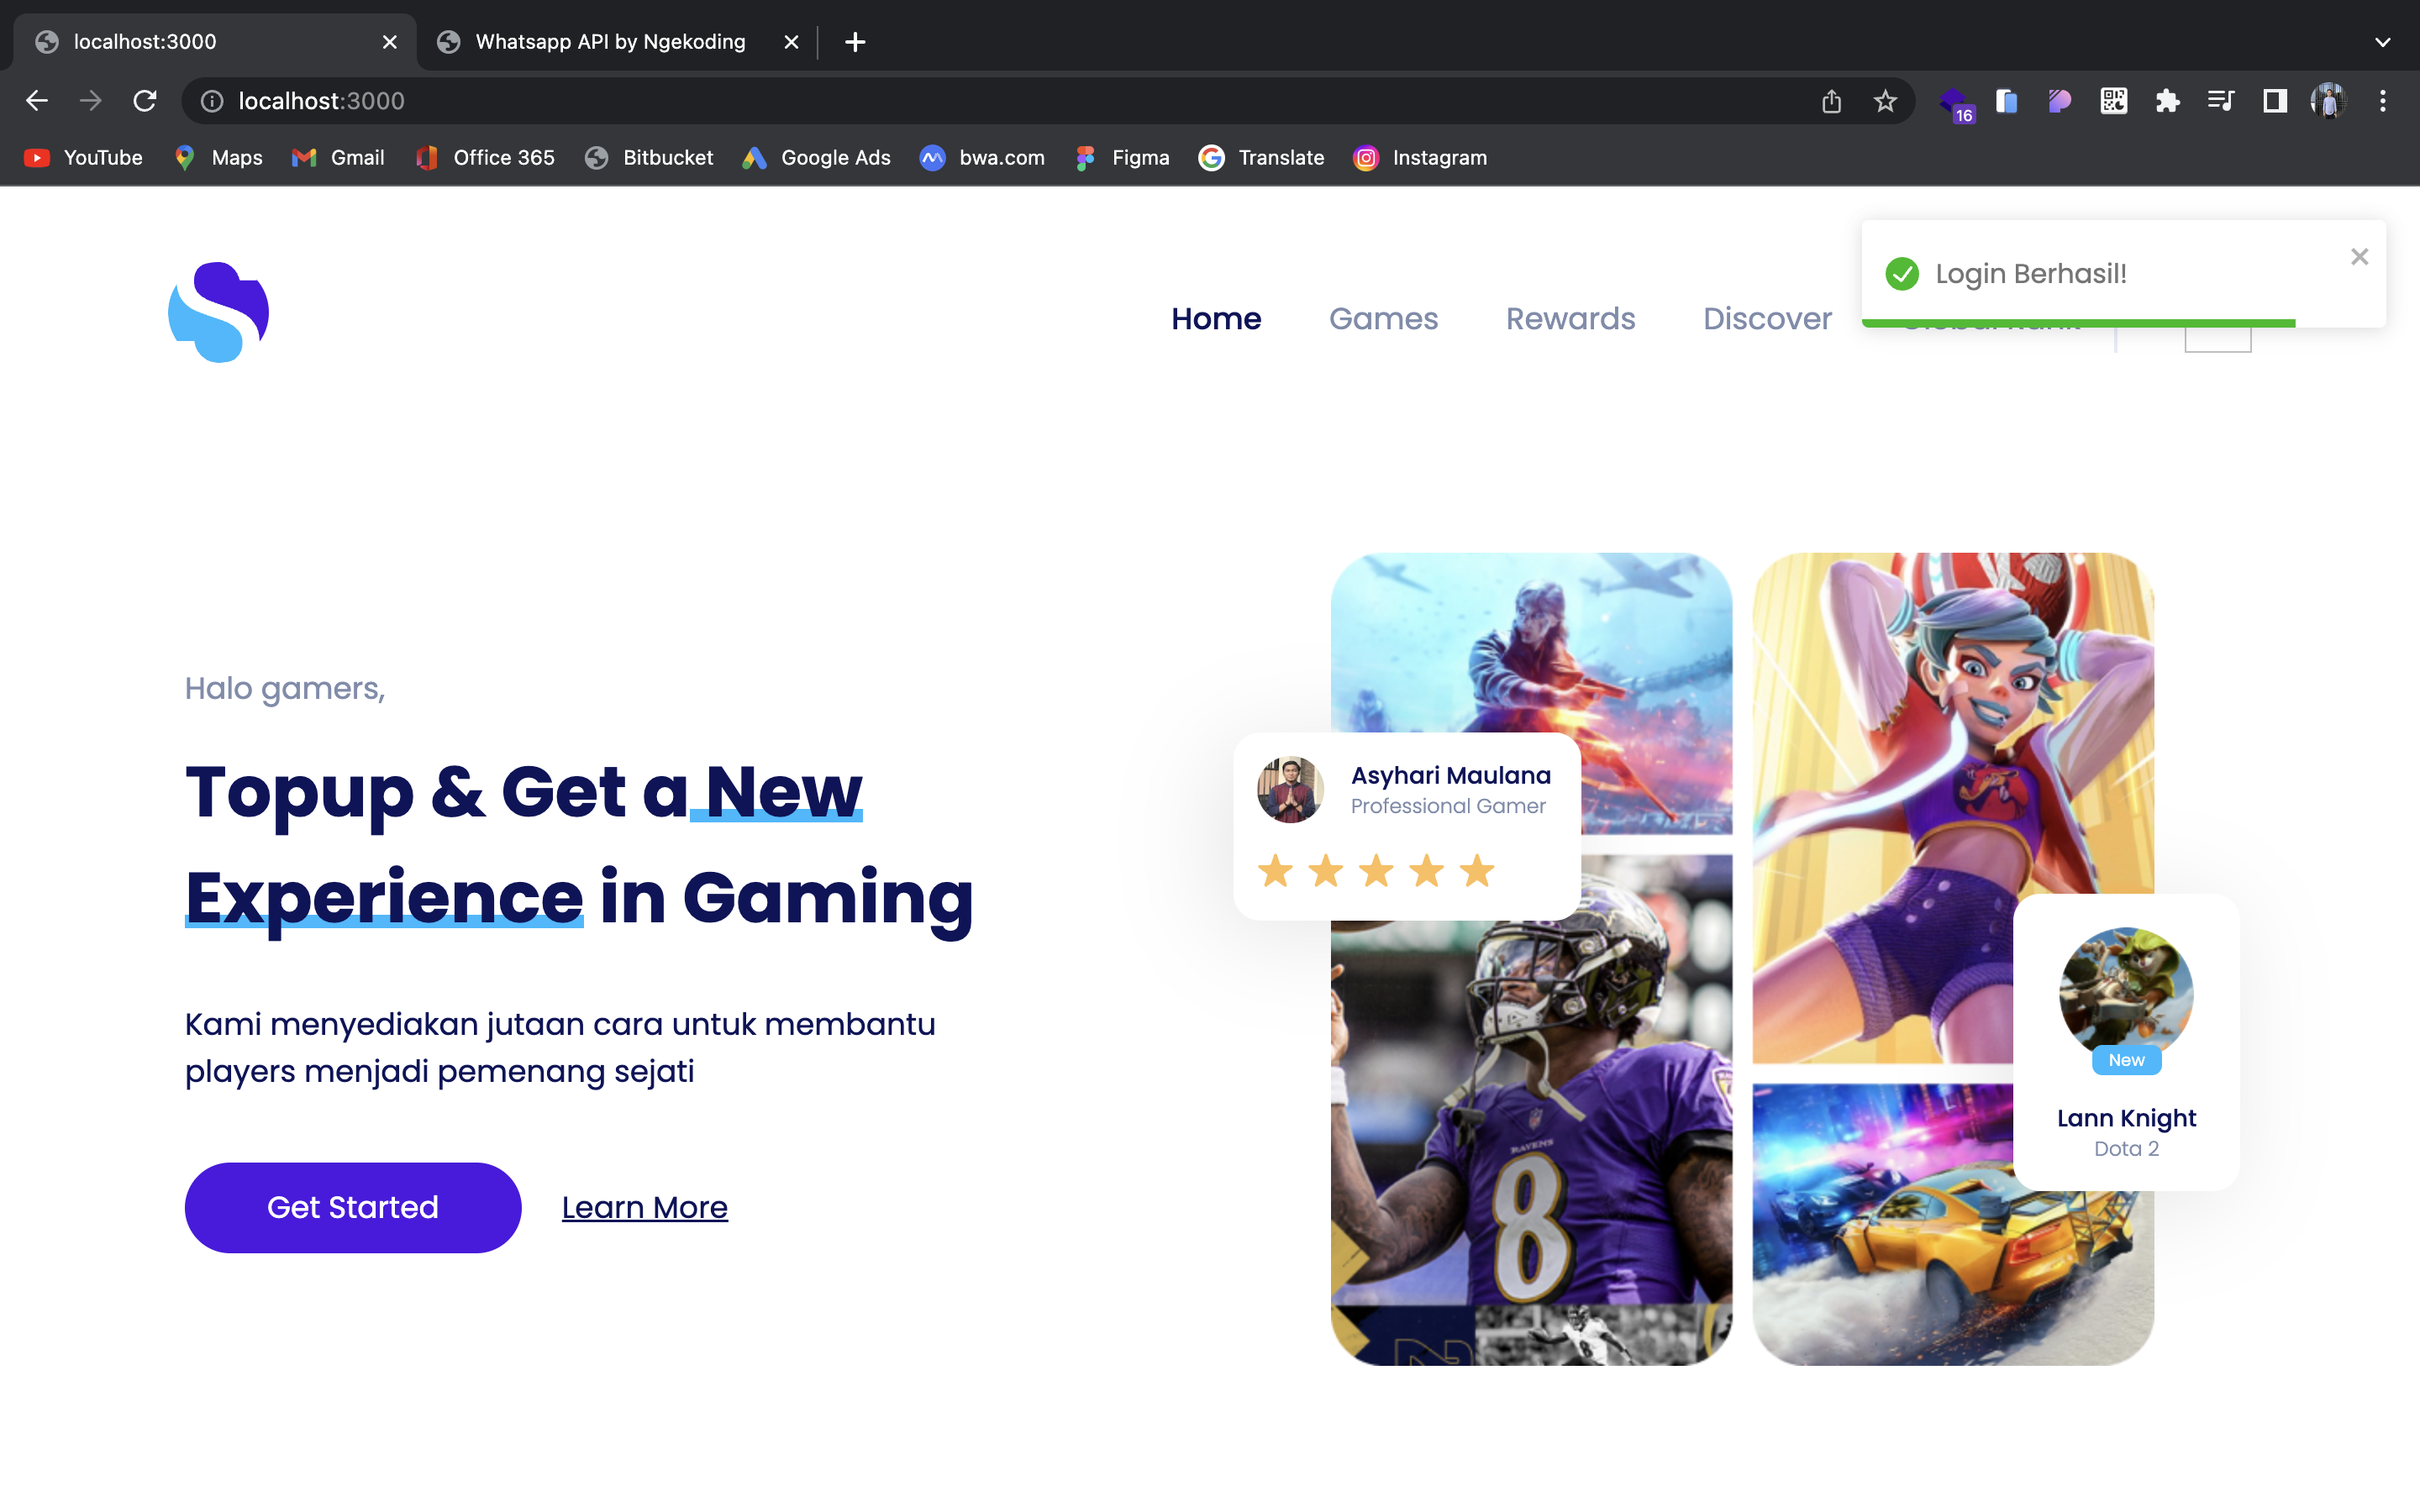 localhost:3000
Whatsapp API by Ngekoding
localhost:3000
16
YouTube
Maps
Gmail
Office 365
Bitbucket
Google Ads
bwa.com
Figma
Translate
Instagram
Login Berhasil!
Home
Games
Rewards
Discover
Halo gamers,
Topup & Get a New
Experience in Gaming
Kami menyediakan jutaan cara untuk membantu
players menjadi pemenang sejati
Get Started
Learn More
Asyhari Maulana
Professional Gamer
RAVENS
8
New
Lann Knight
Dota 2